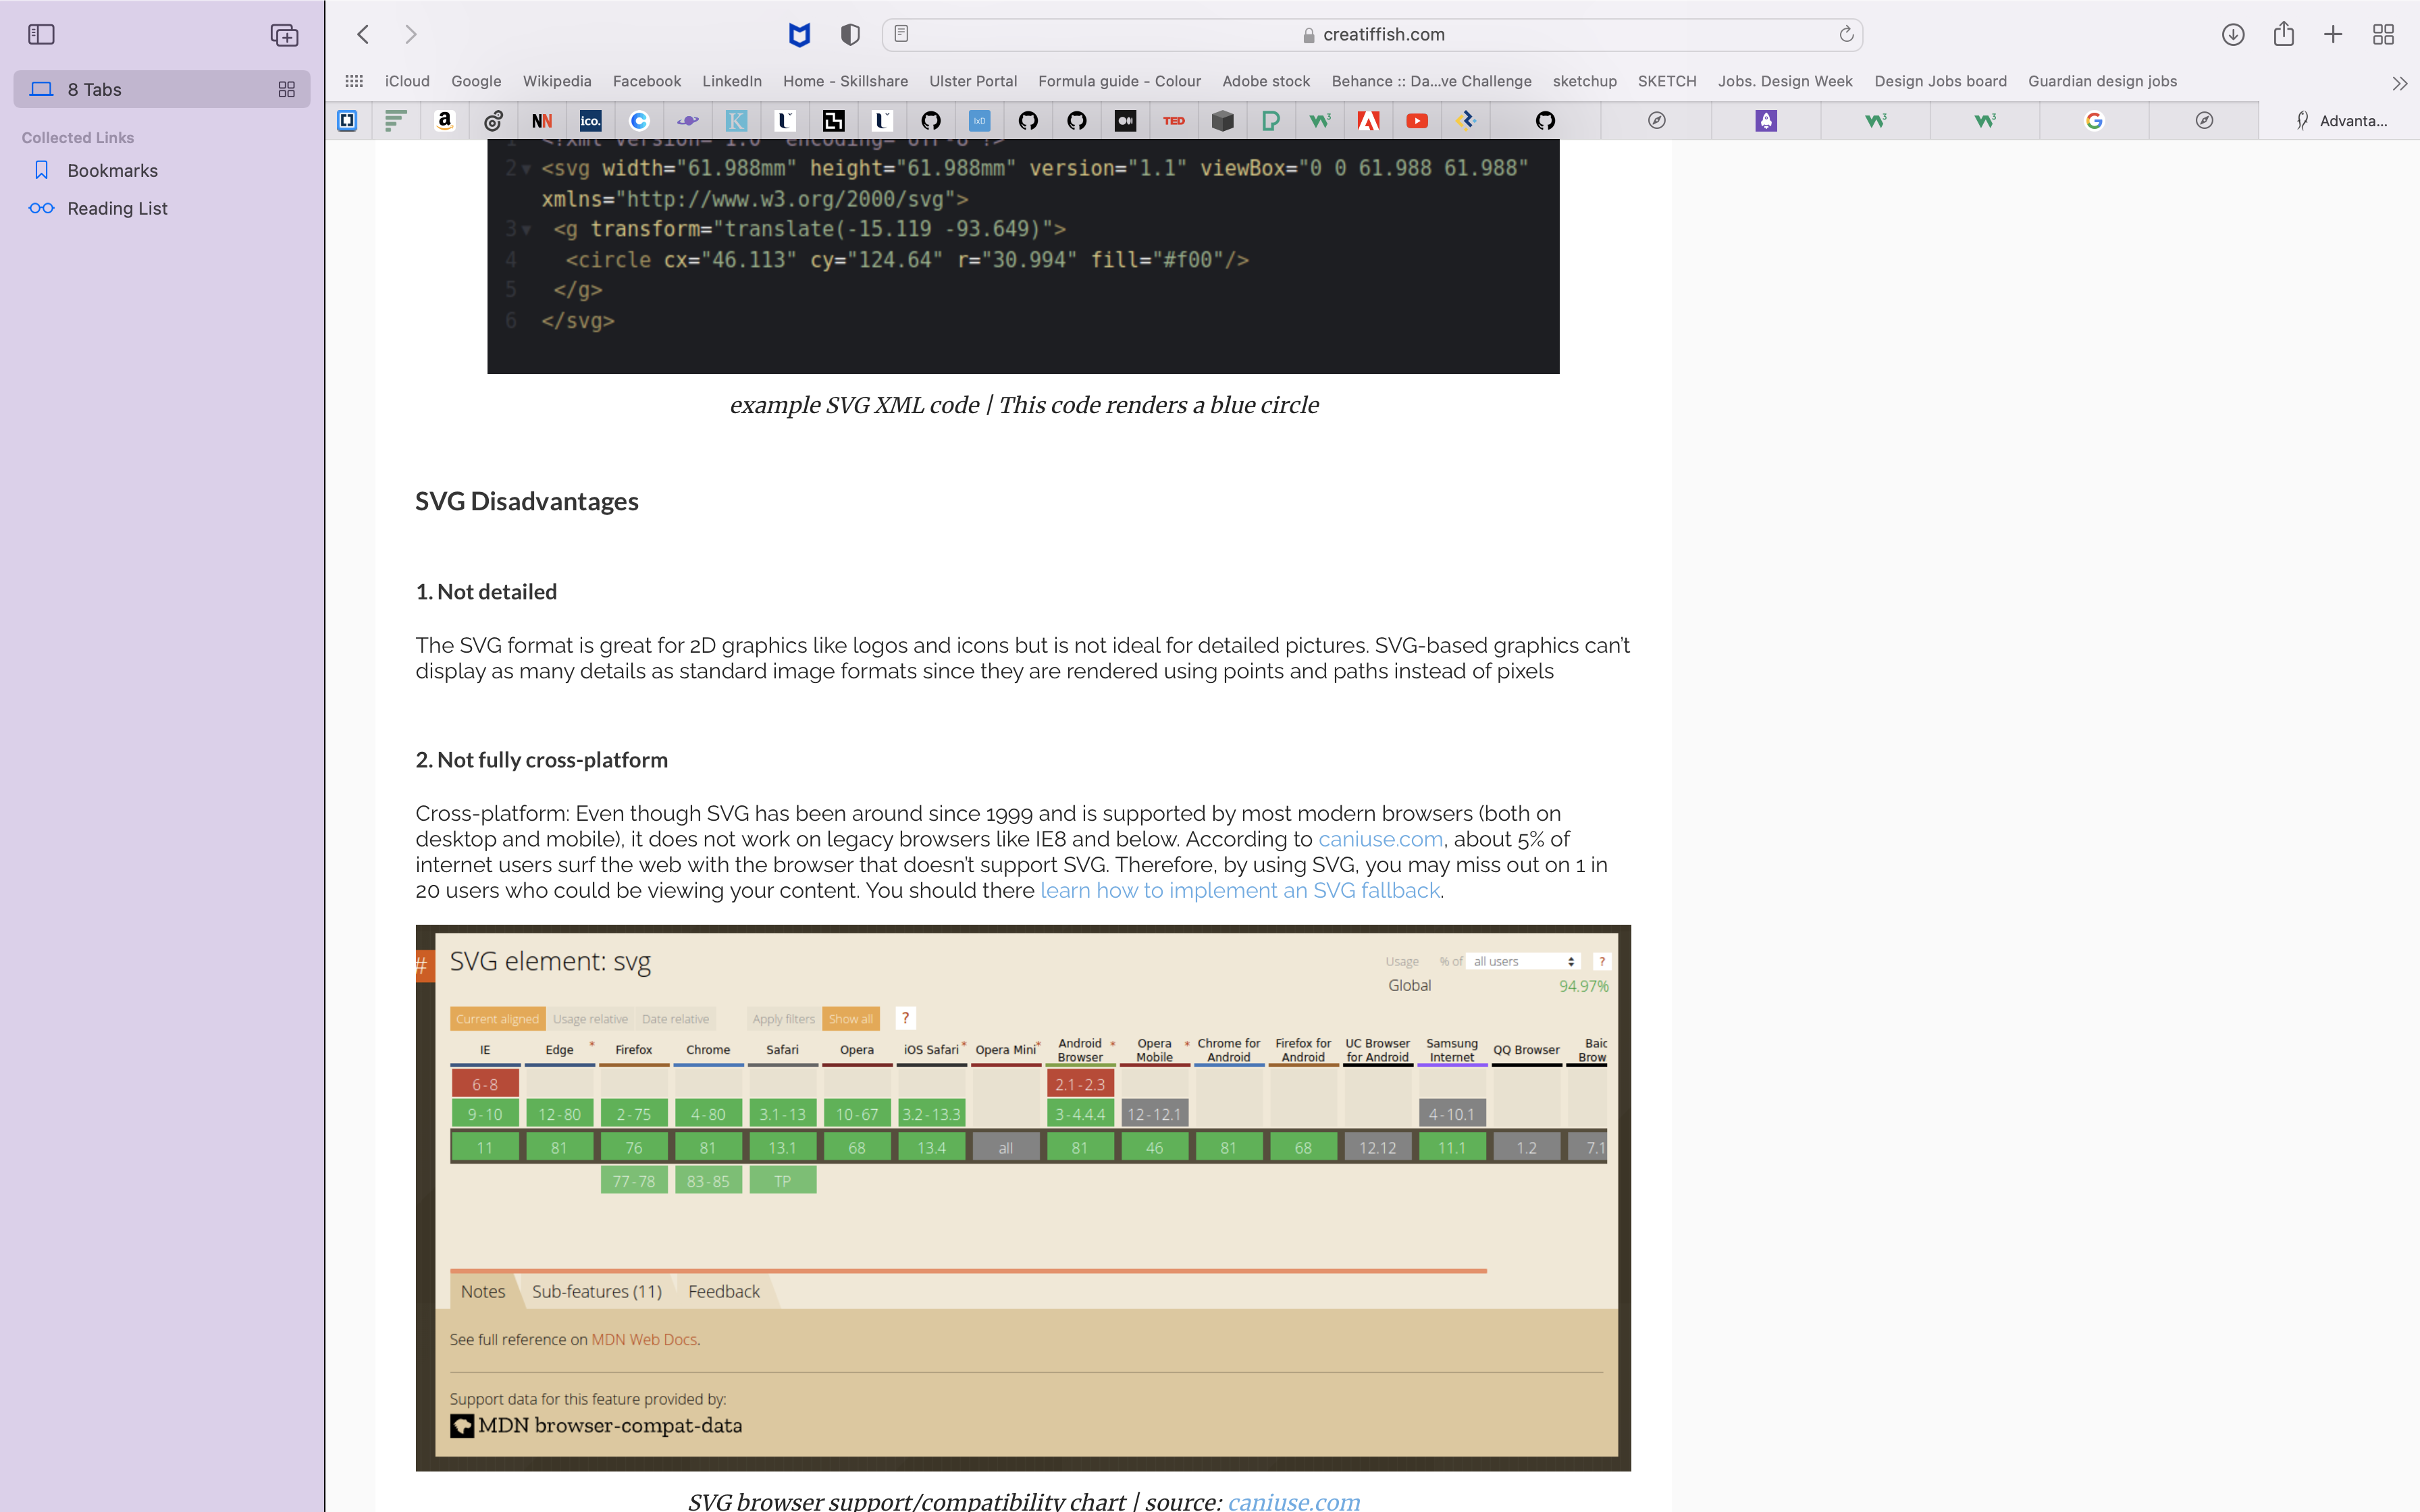 8 Tabs
Collected Links
Bookmarks
Reading List
creatiffish.com
iCloud Google Wikipedia Facebook LinkedIn Home - Skillshare Ulster Portal Formula guide - Colour Adobe stock Behance :: Da...ve Challenge sketchup SKETCH Jobs. Design Week Design Jobs board Guardian design jobs
a NN ico. C K IxD TED W3 W3 W3 G Advanta...
1 <?xml version="1.0" encoding="UTF-8"?>
2 <svg width="61.988mm" height="61.988mm" version="1.1" viewBox="0 0 61.988 61.988"
xmlns="http://www.w3.org/2000/svg">
3 <g transform="translate(-15.119 -93.649)">
4 <circle cx="46.113" cy="124.64" r="30.994" fill="#f00"/>
5 </g>
6 </svg>
example SVG XML code | This code renders a blue circle
SVG Disadvantages
1. Not detailed
The SVG format is great for 2D graphics like logos and icons but is not ideal for detailed pictures. SVG-based graphics can't
display as many details as standard image formats since they are rendered using points and paths instead of pixels
2. Not fully cross-platform
Cross-platform: Even though SVG has been around since 1999 and is supported by most modern browsers (both on
desktop and mobile), it does not work on legacy browsers like IE8 and below. According to caniuse.com, about 5% of
internet users surf the web with the browser that doesn't support SVG. Therefore, by using SVG, you may miss out on 1 in
20 users who could be viewing your content. You should there learn how to implement an SVG fallback.
# SVG element: svg
Usage % of all users ?
Global 94.97%
Current aligned Usage relative Date relative Apply filters Show all ?
IE Edge * Firefox Chrome Safari Opera iOS Safari * Opera Mini * Android Browser * Opera Mobile * Chrome for Android Firefox for Android UC Browser for Android Samsung Internet QQ Browser Baid Brow
6-8 2.1-2.3
9-10 12-80 2-75 4-80 3.1-13 10-67 3.2-13.3 3-4.4.4 12-12.1 4-10.1
11 81 76 81 13.1 68 13.4 all 81 46 81 68 12.12 11.1 1.2 7.1
77-78 83-85 TP
Notes Sub-features (11) Feedback
See full reference on MDN Web Docs.
Support data for this feature provided by:
MDN browser-compat-data
SVG browser support/compatibility chart | source: caniuse.com